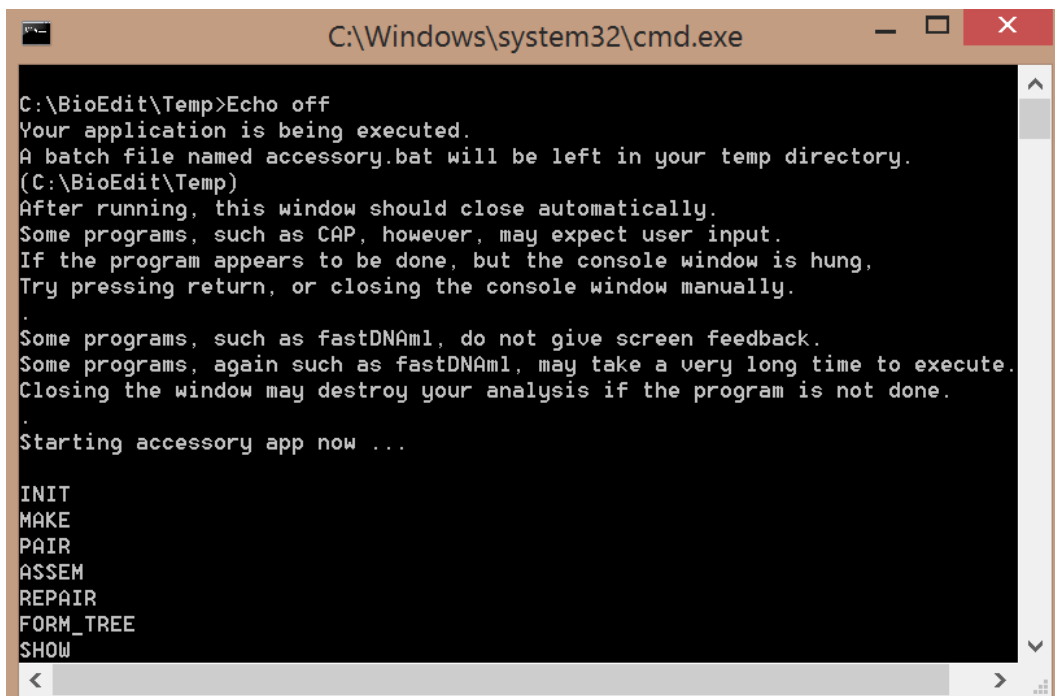 C:\Windows\system32\cmd.exe
C:\BioEdit\Temp>Echo off
Your application is being executed.
A batch file named accessory.bat will be left in your temp directory.
(C:\BioEdit\Temp)
After running, this window should close automatically.
Some programs, such as CAP, however, may expect user input.
If the program appears to be done, but the console window is hung,
Try pressing return, or closing the console window manually.
.
Some programs, such as fastDNAml, do not give screen feedback.
Some programs, again such as fastDNAml, may take a very long time to execute.
Closing the window may destroy your analysis if the program is not done.
.
Starting accessory app now ...
INIT
MAKE
PAIR
ASSEM
REPAIR
FORM_TREE
SHOW